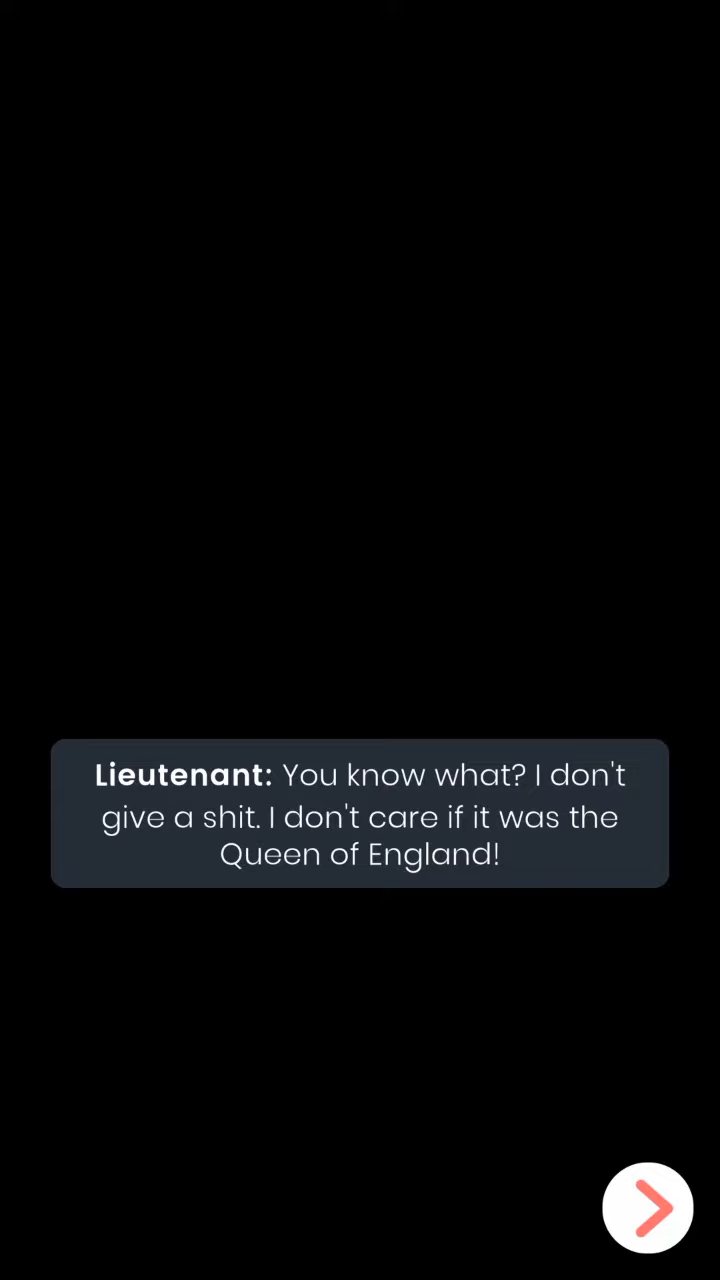 Lieutenant: You know what? I don't
give a shit. I don't care if it was the
Queen of England!